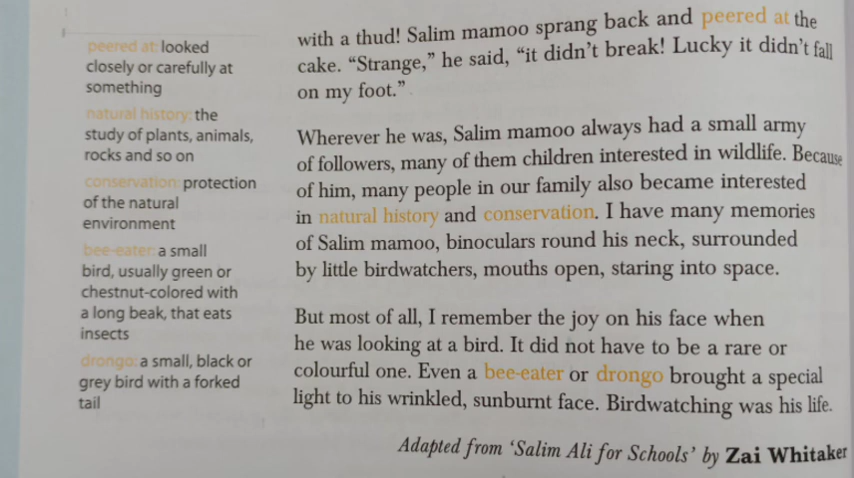 peered at: looked
closely or carefully at
something
natural history: the
study of plants, animals,
rocks and so on
conservation: protection
of the natural
environment
bee-eater: a small
bird, usually green or
chestnut-colored with
a long beak, that eats
insects
drongo: a small, black or
grey bird with a forked
tail
with a thud! Salim mamoo sprang back and peered at the
cake. “Strange,” he said, “it didn’t break! Lucky it didn’t fall
on my foot.”
Wherever he was, Salim mamoo always had a small army
of followers, many of them children interested in wildlife. Because
of him, many people in our family also became interested
in natural history and conservation. I have many memories
of Salim mamoo, binoculars round his neck, surrounded
by little birdwatchers, mouths open, staring into space.
But most of all, I remember the joy on his face when
he was looking at a bird. It did not have to be a rare or
colourful one. Even a bee-eater or drongo brought a special
light to his wrinkled, sunburnt face. Birdwatching was his life.
Adapted from ‘Salim Ali for Schools’ by Zai Whitaker